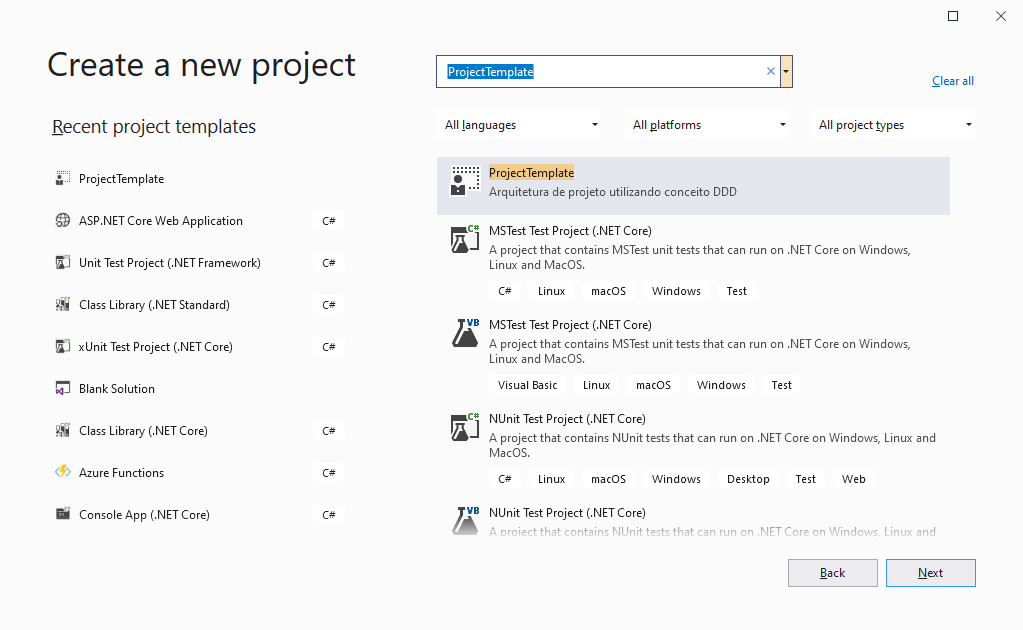 Create a new project
ProjectTemplate
Clear all
Recent project templates
All languages
All platforms
All project types
ProjectTemplate
ASP.NET Core Web Application
C#
Unit Test Project (.NET Framework)
C#
Class Library (.NET Standard)
C#
xUnit Test Project (.NET Core)
C#
Blank Solution
Class Library (.NET Core)
C#
Azure Functions
C#
Console App (.NET Core)
C#
ProjectTemplate
Arquitetura de projeto utilizando conceito DDD
C#
MSTest Test Project (.NET Core)
A project that contains MSTest unit tests that can run on .NET Core on Windows,
Linux and MacOS.
C# Linux macOS Windows Test
VB
MSTest Test Project (.NET Core)
A project that contains MSTest unit tests that can run on .NET Core on Windows,
Linux and MacOS.
Visual Basic Linux macOS Windows Test
C#
NUnit Test Project (.NET Core)
A project that contains NUnit tests that can run on .NET Core on Windows, Linux and
MacOS.
C# Linux macOS Windows Desktop Test Web
VB
NUnit Test Project (.NET Core)
A project that contains NUnit tests that can run on .NET Core on Windows, Linux and
Back
Next